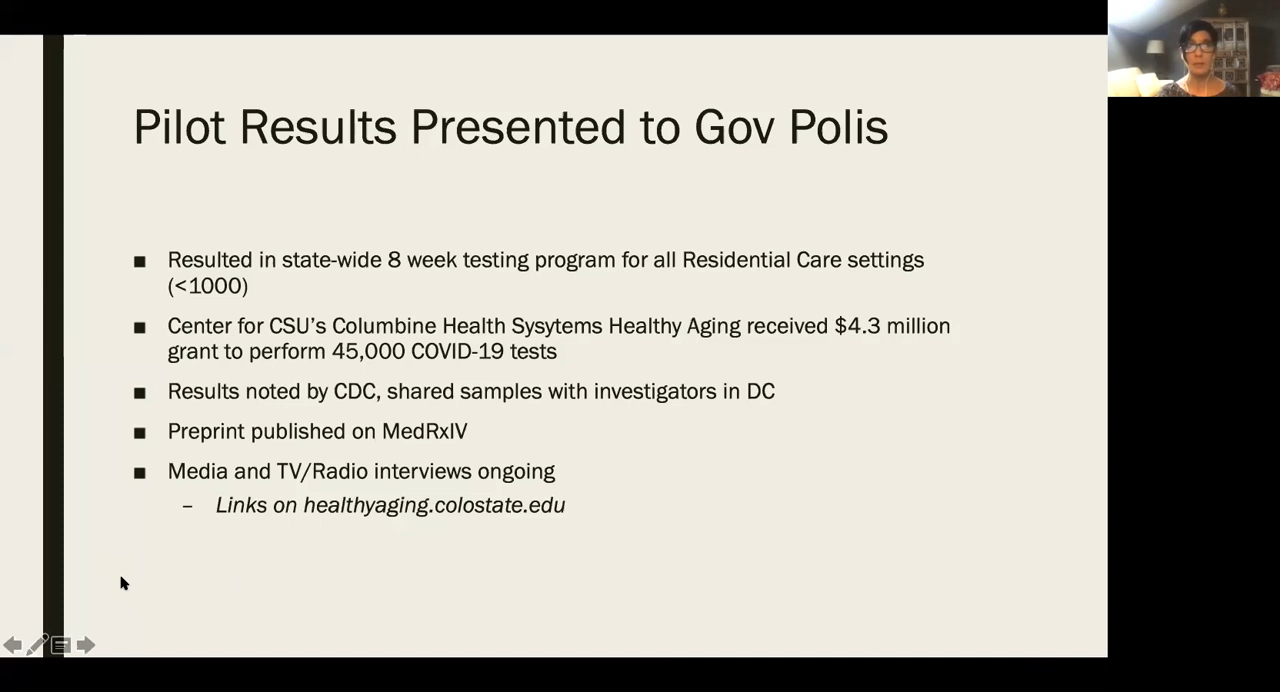 Pilot Results Presented to Gov Polis
■ Resulted in state-wide 8 week testing program for all Residential Care settings
(<1000)
■ Center for CSU's Columbine Health Sysytems Healthy Aging received $4.3 million
grant to perform 45,000 COVID-19 tests
■ Results noted by CDC, shared samples with investigators in DC
■ Preprint published on MedRxIV
■ Media and TV/Radio interviews ongoing
– Links on healthyaging.colostate.edu